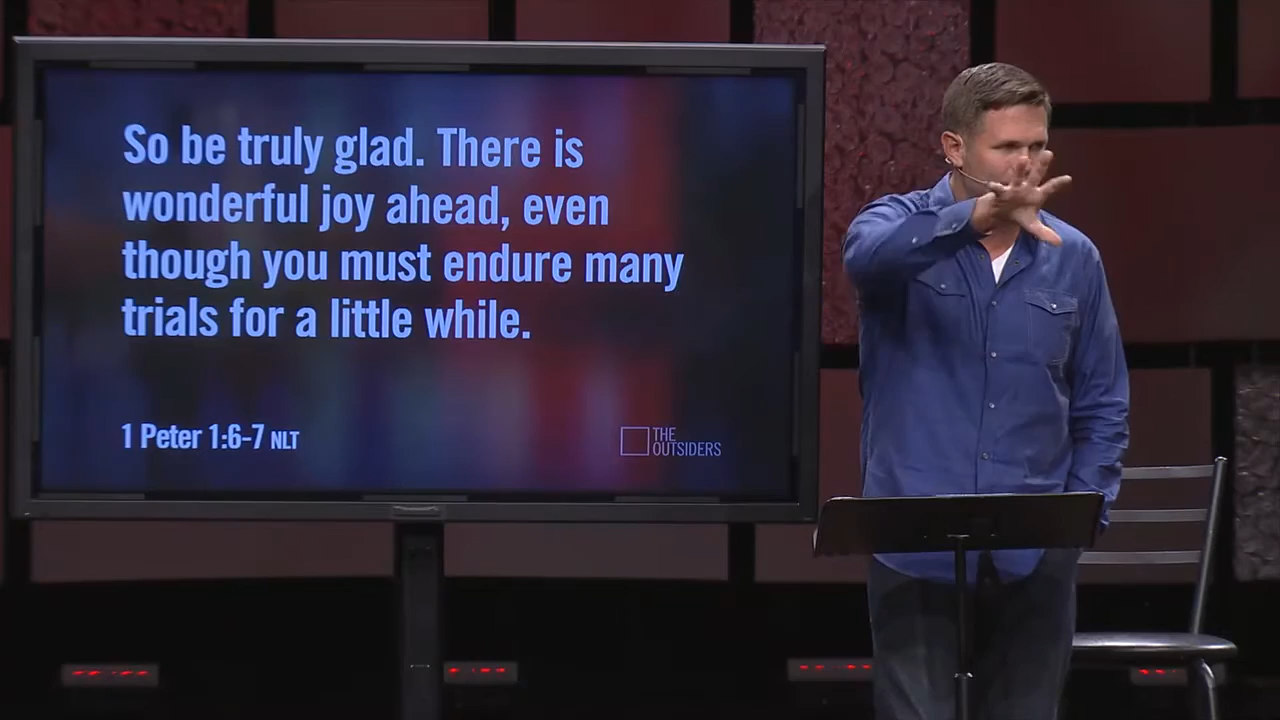 So be truly glad. There is
wonderful joy ahead, even
though you must endure many
trials for a little while.
1 Peter 1:6-7 NLT
THE
OUTSIDERS